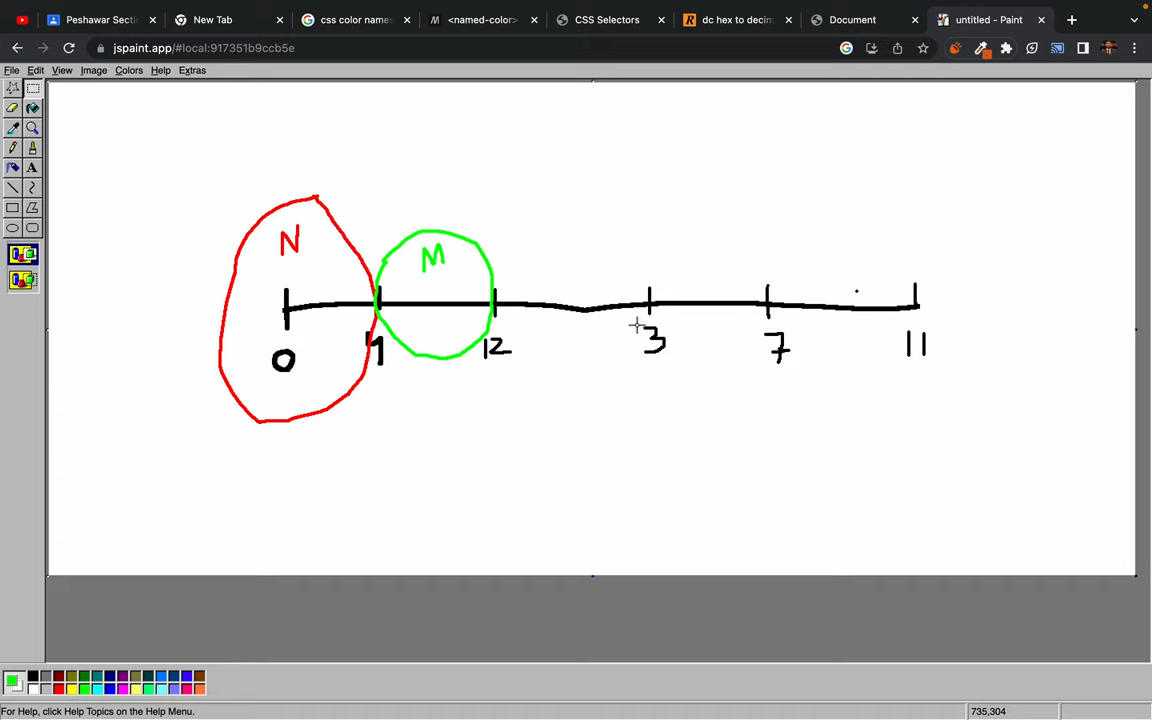 Peshawar Secti
New Tab
css color names
<named-color>
CSS Selectors
dc hex to decim
Document
untitled - Paint
jspaint.app/#local:917351b9ccb5e
File Edit View Image Colors Help Extras
N
M
0
12
3
7
11
For Help, click Help Topics on the Help Menu.
735,304